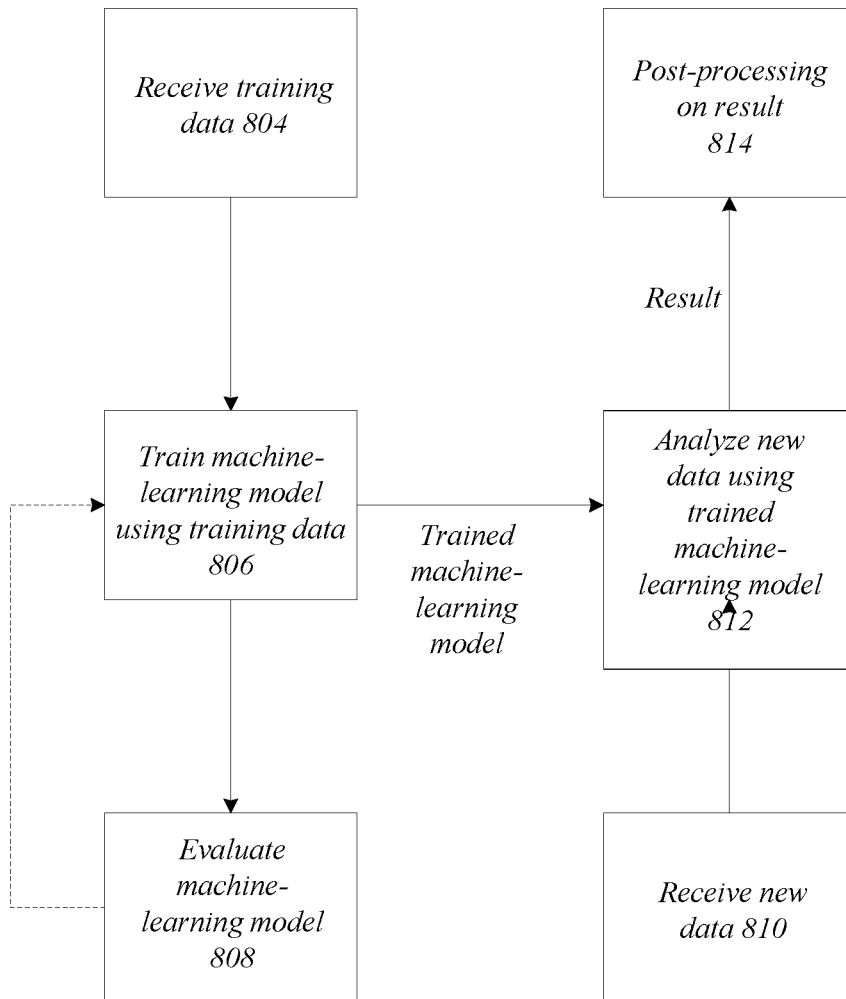 Receive training
data 804
Post-processing
on result
814
Result
Train machine-
learning model
using training data
806
Trained
machine-
learning
model
Analyze new
data using
trained
machine-
learning model
812
Evaluate
machine-
learning model
808
Receive new
data 810